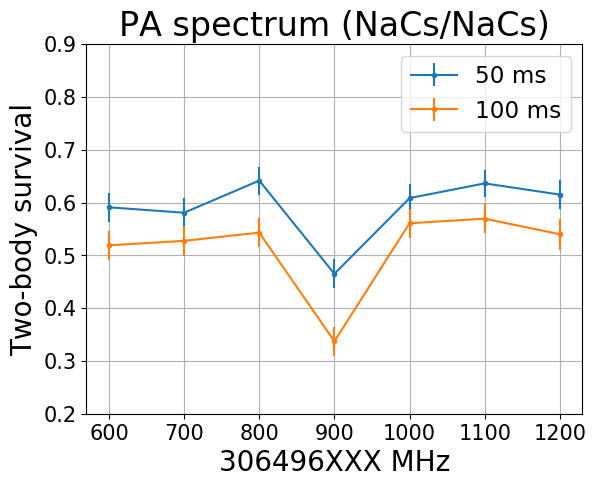 PA spectrum (NaCs/NaCs)
50 ms
100 ms
Two-body survival
0.9
0.8
0.7
0.6
0.5
0.4
0.3
0.2
600 700 800 900 1000 1100 1200
306496XXX MHz